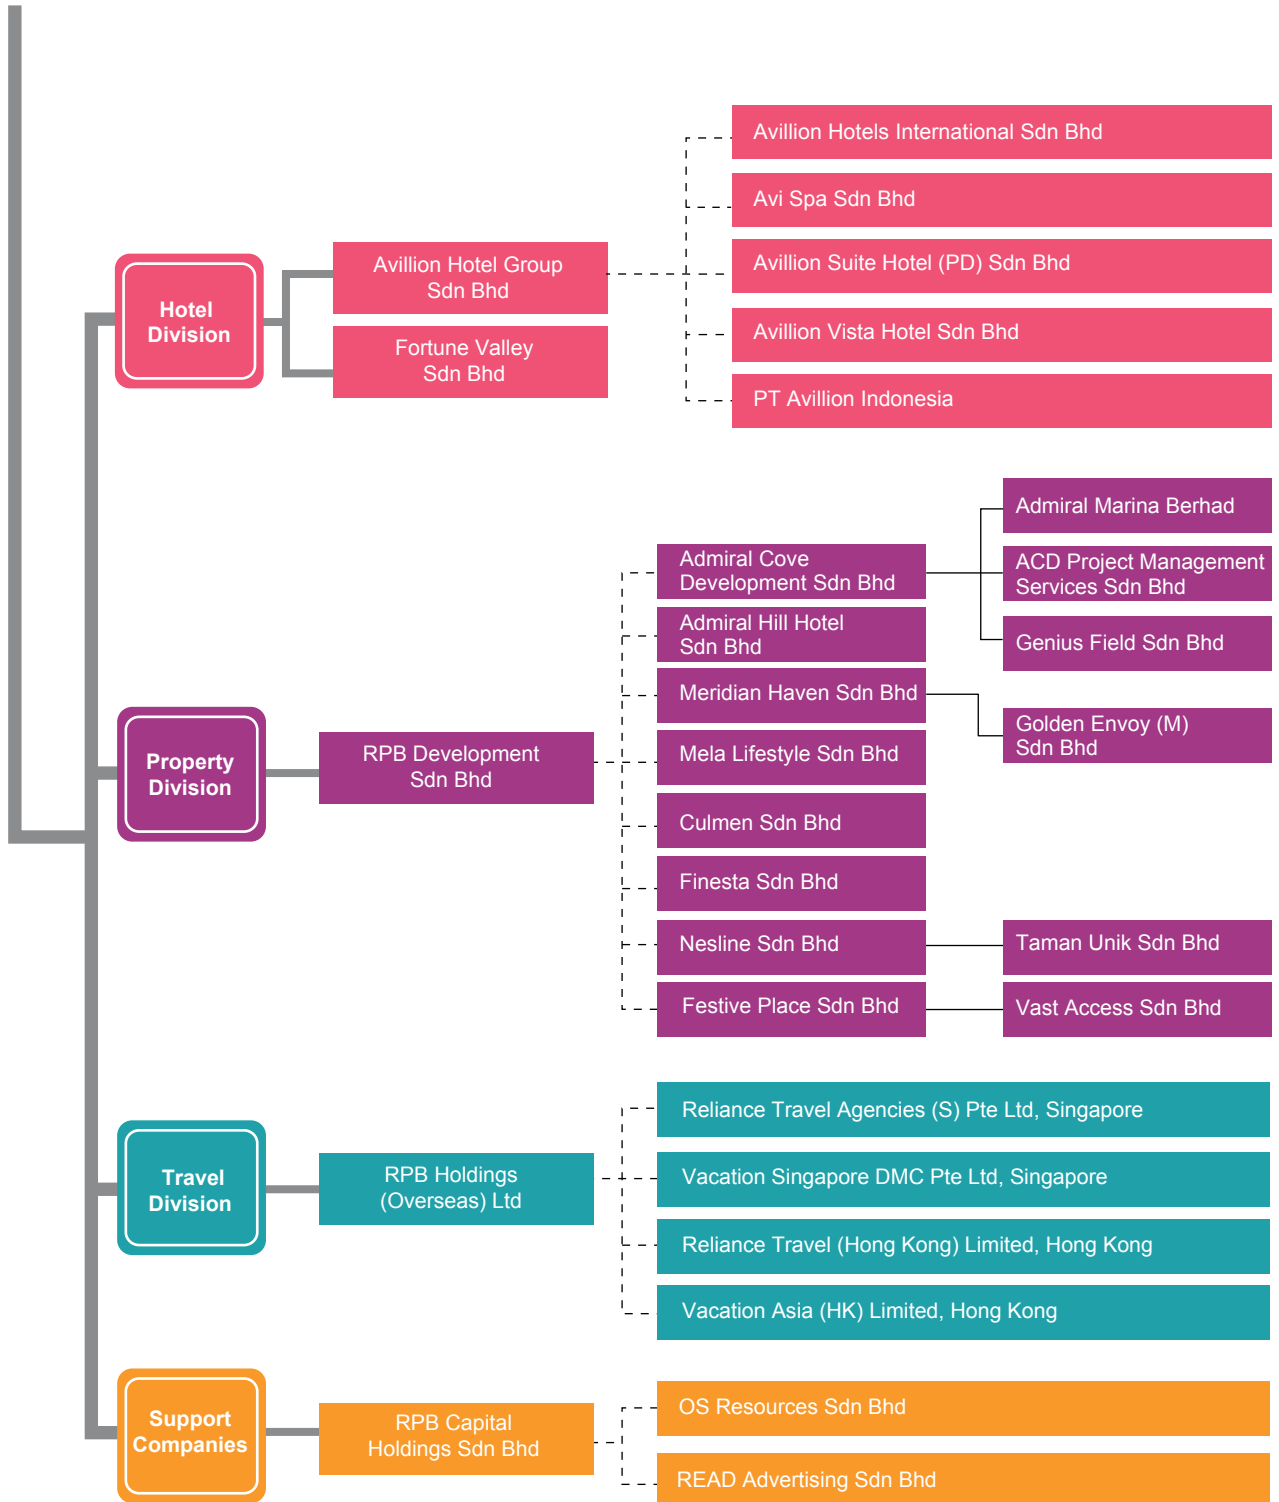 Hotel
Division
Avillion Hotel Group
Sdn Bhd
Fortune Valley
Sdn Bhd
Avillion Hotels International Sdn Bhd
Avi Spa Sdn Bhd
Avillion Suite Hotel (PD) Sdn Bhd
Avillion Vista Hotel Sdn Bhd
PT Avillion Indonesia
Property
Division
RPB Development
Sdn Bhd
Admiral Cove
Development Sdn Bhd
Admiral Hill Hotel
Sdn Bhd
Meridian Haven Sdn Bhd
Mela Lifestyle Sdn Bhd
Culmen Sdn Bhd
Finesta Sdn Bhd
Nesline Sdn Bhd
Festive Place Sdn Bhd
Admiral Marina Berhad
ACD Project Management
Services Sdn Bhd
Genius Field Sdn Bhd
Golden Envoy (M)
Sdn Bhd
Taman Unik Sdn Bhd
Vast Access Sdn Bhd
Travel
Division
RPB Holdings
(Overseas) Ltd
Reliance Travel Agencies (S) Pte Ltd, Singapore
Vacation Singapore DMC Pte Ltd, Singapore
Reliance Travel (Hong Kong) Limited, Hong Kong
Vacation Asia (HK) Limited, Hong Kong
Support
Companies
RPB Capital
Holdings Sdn Bhd
OS Resources Sdn Bhd
READ Advertising Sdn Bhd